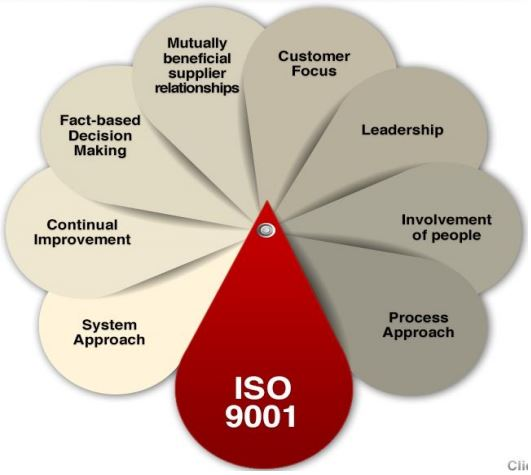 Mutually
beneficial
supplier
relationships
Customer
Focus
Leadership
Involvement
of people
Process
Approach
ISO
9001
System
Approach
Continual
Improvement
Fact-based
Decision
Making